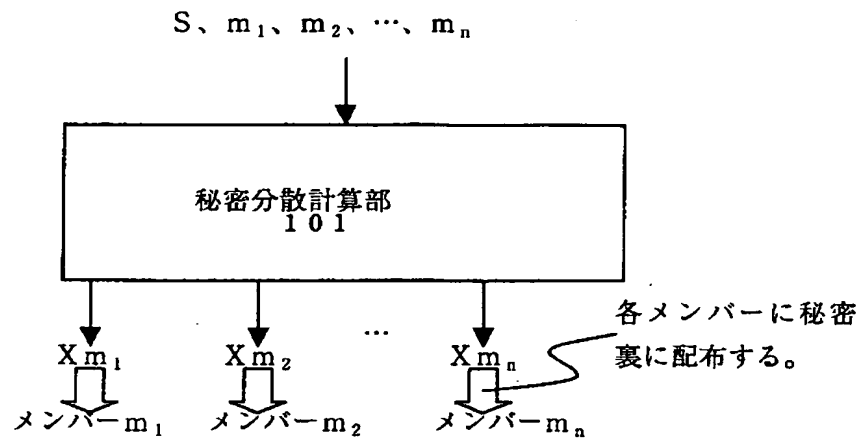 S、m₁、m₂、…、mₙ
秘密分散計算部
101
…
Xm₁ Xm₂ Xmₙ
各メンバーに秘密
裏に配布する。
メンバーm₁ メンバーm₂ メンバーmₙ